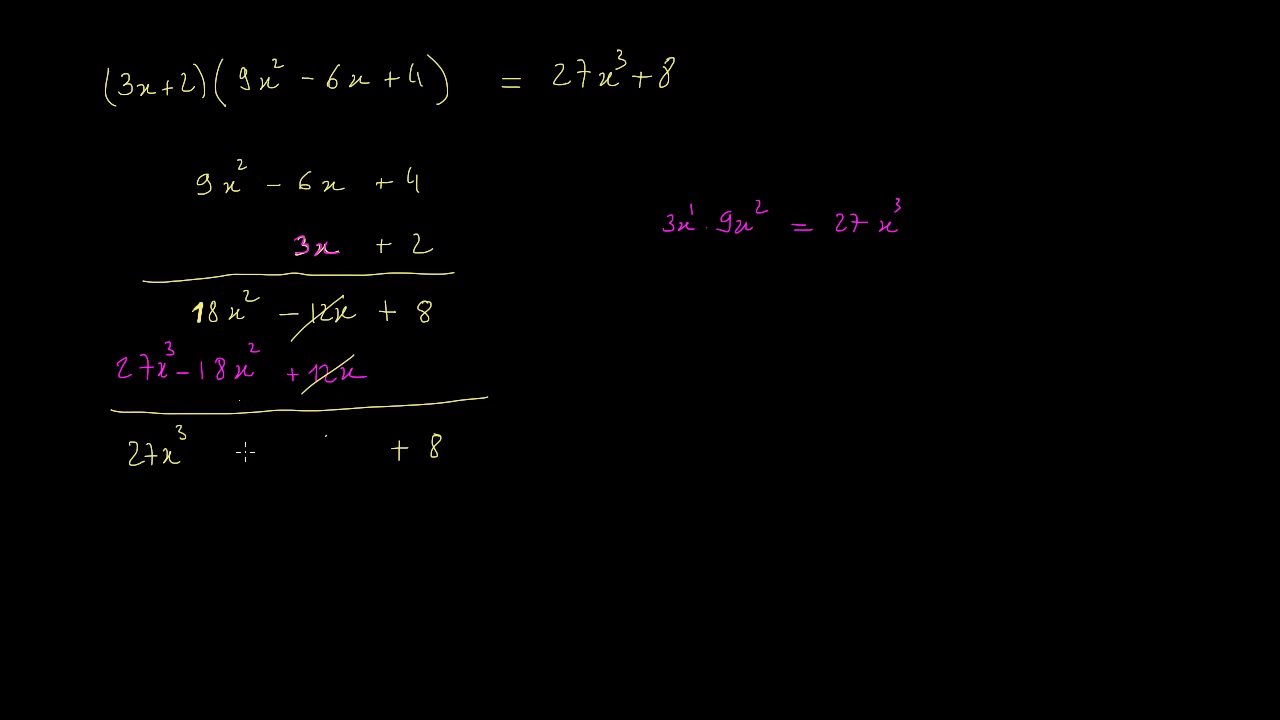 (3x+2)(9x² - 6x + 4) = 27x³ + 8
9x² - 6x + 4
3x¹ · 9x² = 27x³
3x + 2
18x² - 12x + 8
27x³ - 18x² + 12x
27x³ + 8